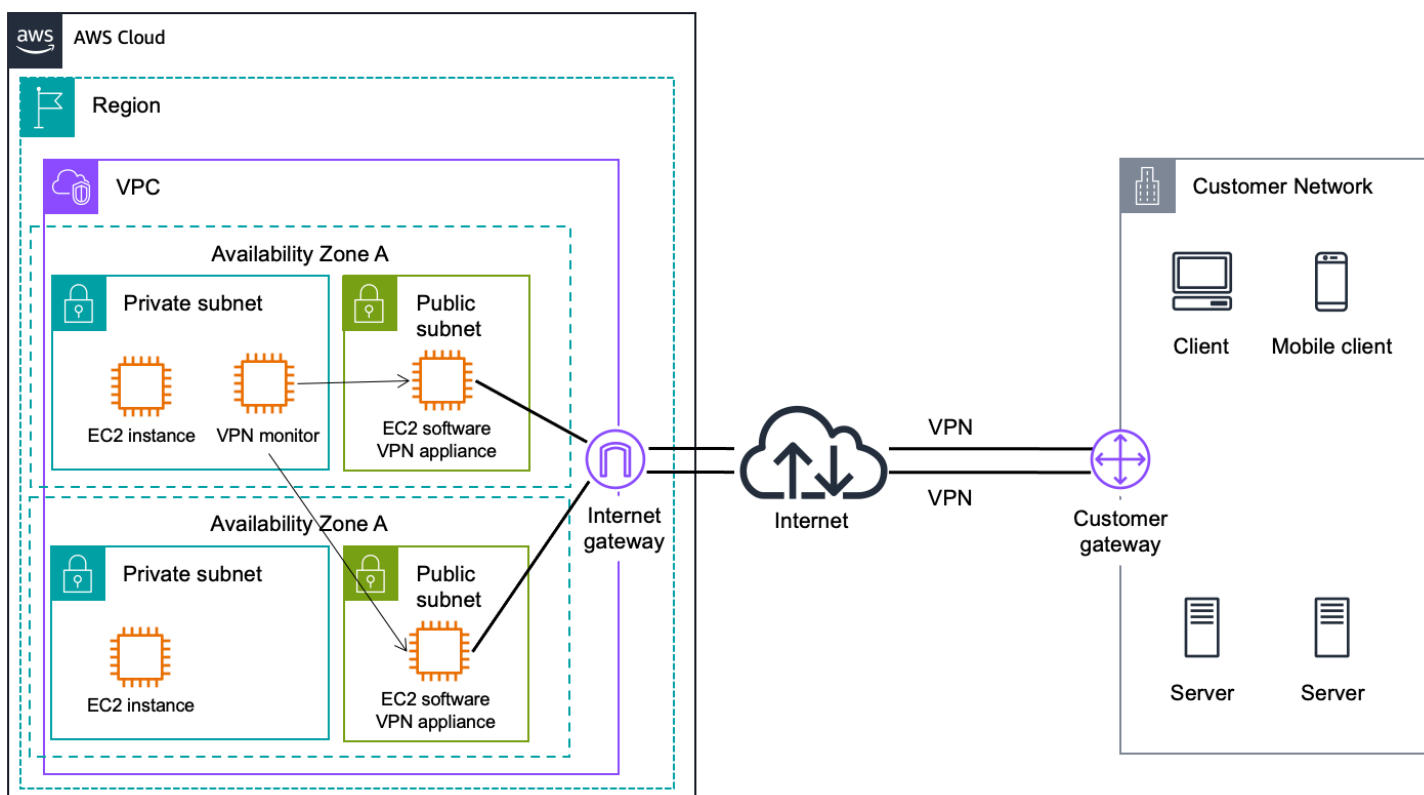 aws
AWS Cloud
Region
VPC
Availability Zone A
Private subnet
Public
subnet
EC2 instance
VPN monitor
EC2 software
VPN appliance
Availability Zone A
Private subnet
Public
subnet
EC2 instance
EC2 software
VPN appliance
Internet
gateway
Internet
VPN
VPN
Customer
gateway
Customer Network
Client
Mobile client
Server
Server